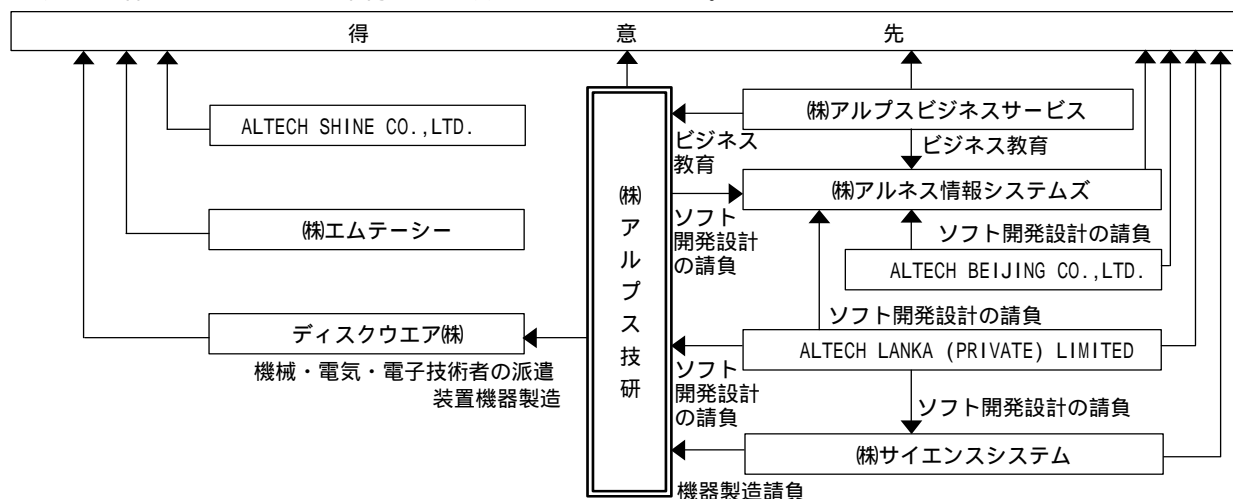 得意先
ALTECH SHINE CO.,LTD.
㈱エムテーシー
ディスクウエア㈱
機械・電気・電子技術者の派遣
装置機器製造
㈱アルプス技研
㈱アルプスビジネスサービス
ビジネス
教育
ビジネス教育
㈱アルネス情報システムズ
ソフト
開発設計
の請負
ソフト開発設計の請負
ALTECH BEIJING CO.,LTD.
ソフト開発設計の請負
ALTECH LANKA (PRIVATE) LIMITED
ソフト
開発設計
の請負
ソフト開発設計の請負
㈱サイエンスシステム
機器製造請負